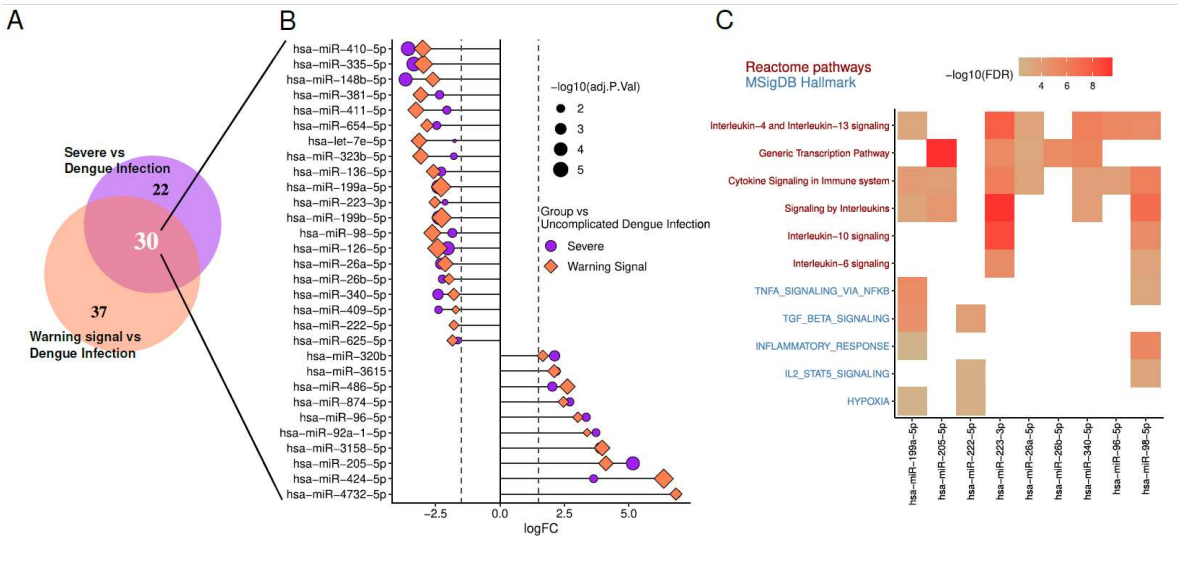 A
Severe vs
Dengue Infection
22
30
37
Warning signal vs
Dengue Infection
B
hsa−miR−410−5p
hsa−miR−335−5p
hsa−miR−148b−5p
hsa−miR−381−5p
hsa−miR−411−5p
hsa−miR−654−5p
hsa−let−7e−5p
hsa−miR−323b−5p
hsa−miR−136−5p
hsa−miR−199a−5p
hsa−miR−223−3p
hsa−miR−199b−5p
hsa−miR−98−5p
hsa−miR−126−5p
hsa−miR−26a−5p
hsa−miR−26b−5p
hsa−miR−340−5p
hsa−miR−409−5p
hsa−miR−222−5p
hsa−miR−625−5p
hsa−miR−320b
hsa−miR−3615
hsa−miR−486−5p
hsa−miR−874−5p
hsa−miR−96−5p
hsa−miR−92a−1−5p
hsa−miR−3158−5p
hsa−miR−205−5p
hsa−miR−424−5p
hsa−miR−4732−5p
−2.5 0.0 2.5 5.0
logFC
−log10(adj.P.Val)
2
3
4
5
Group vs
Uncomplicated Dengue Infection
Severe
Warning Signal
C
Reactome pathways
MSigDB Hallmark
−log10(FDR)
4 6 8
Interleukin−4 and Interleukin−13 signaling
Generic Transcription Pathway
Cytokine Signaling in Immune system
Signaling by Interleukins
Interleukin−10 signaling
Interleukin−6 signaling
TNFA_SIGNALING_VIA_NFKB
TGF_BETA_SIGNALING
INFLAMMATORY_RESPONSE
IL2_STAT5_SIGNALING
HYPOXIA
hsa−miR−199a−5p
hsa−miR−205−5p
hsa−miR−222−5p
hsa−miR−223−3p
hsa−miR−26a−5p
hsa−miR−26b−5p
hsa−miR−340−5p
hsa−miR−96−5p
hsa−miR−98−5p